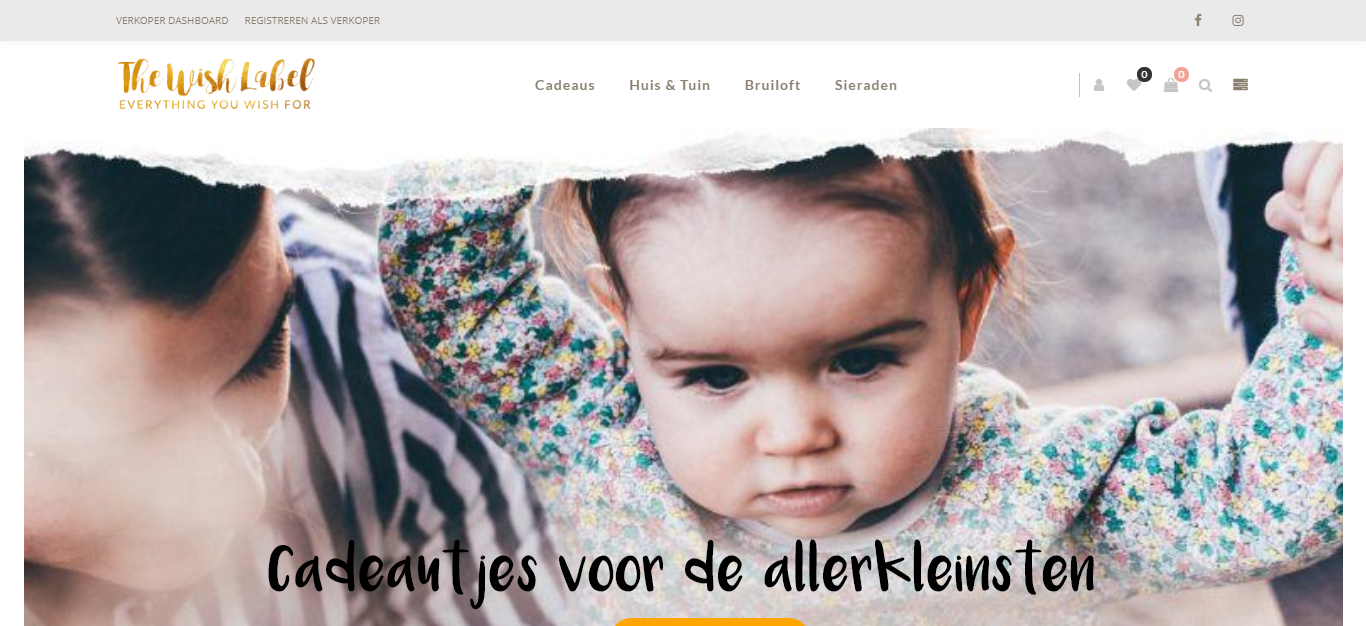 VERKOPER DASHBOARD REGISTREREN ALS VERKOPER
The Wish Label
EVERYTHING YOU WISH FOR
Cadeaus Huis & Tuin Bruiloft Sieraden
0 0
Cadeautjes voor de allerkleinsten